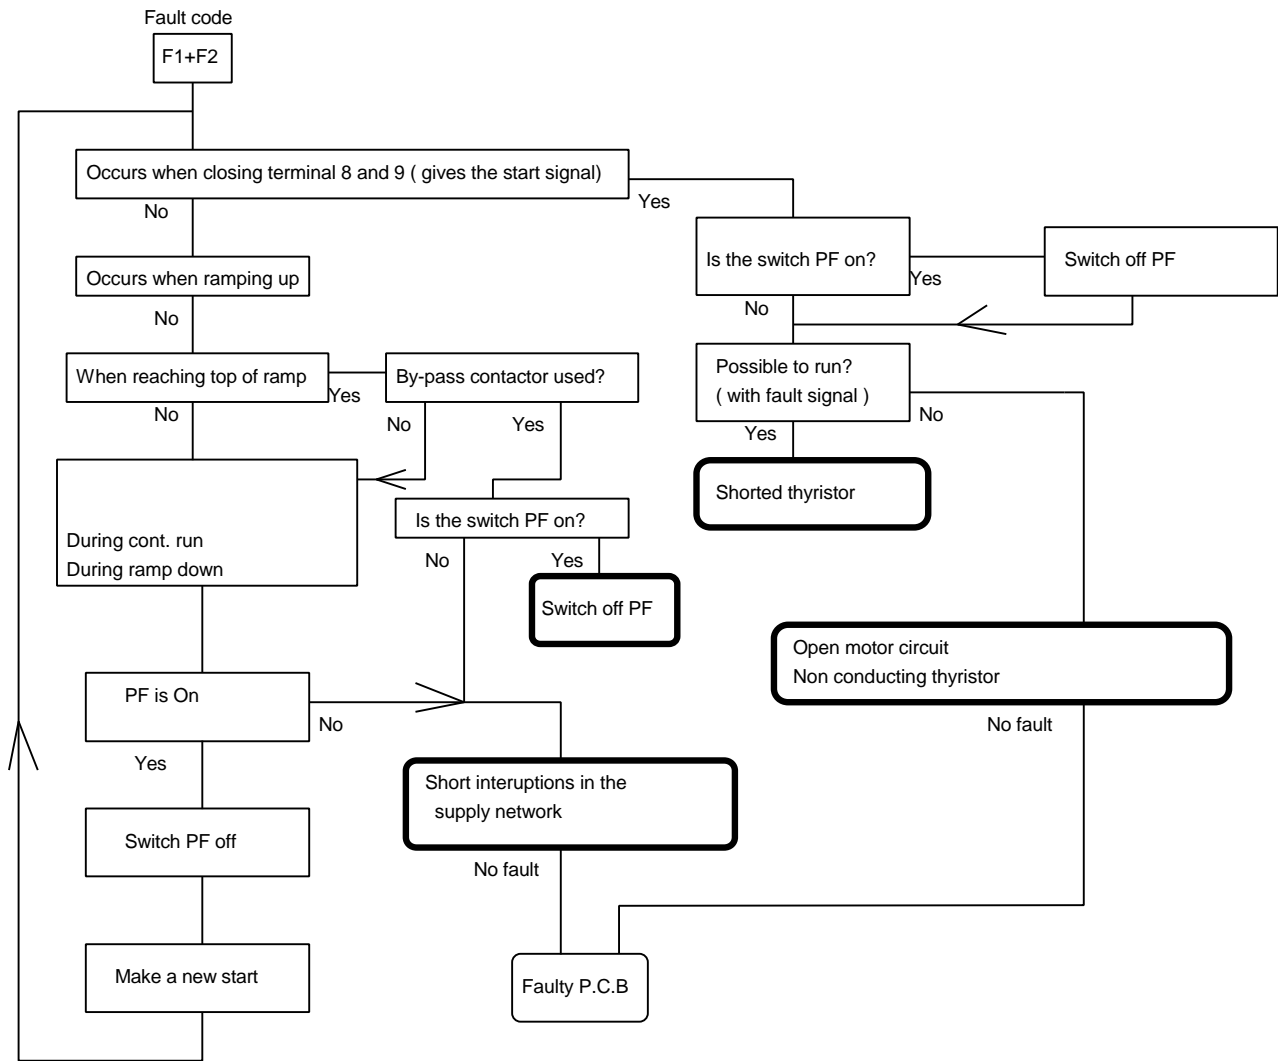 Fault code
F1+F2
Occurs when closing terminal 8 and 9 ( gives the start signal)
No
Yes
Occurs when ramping up
No
Is the switch PF on?
Yes
Switch off PF
No
When reaching top of ramp
Yes
By-pass contactor used?
No
No
Yes
Possible to run?
( with fault signal )
No
Yes
Shorted thyristor
During cont. run
During ramp down
Is the switch PF on?
No
Yes
Switch off PF
Open motor circuit
Non conducting thyristor
No fault
PF is On
No
Yes
Short interuptions in the
supply network
No fault
Switch PF off
Make a new start
Faulty P.C.B